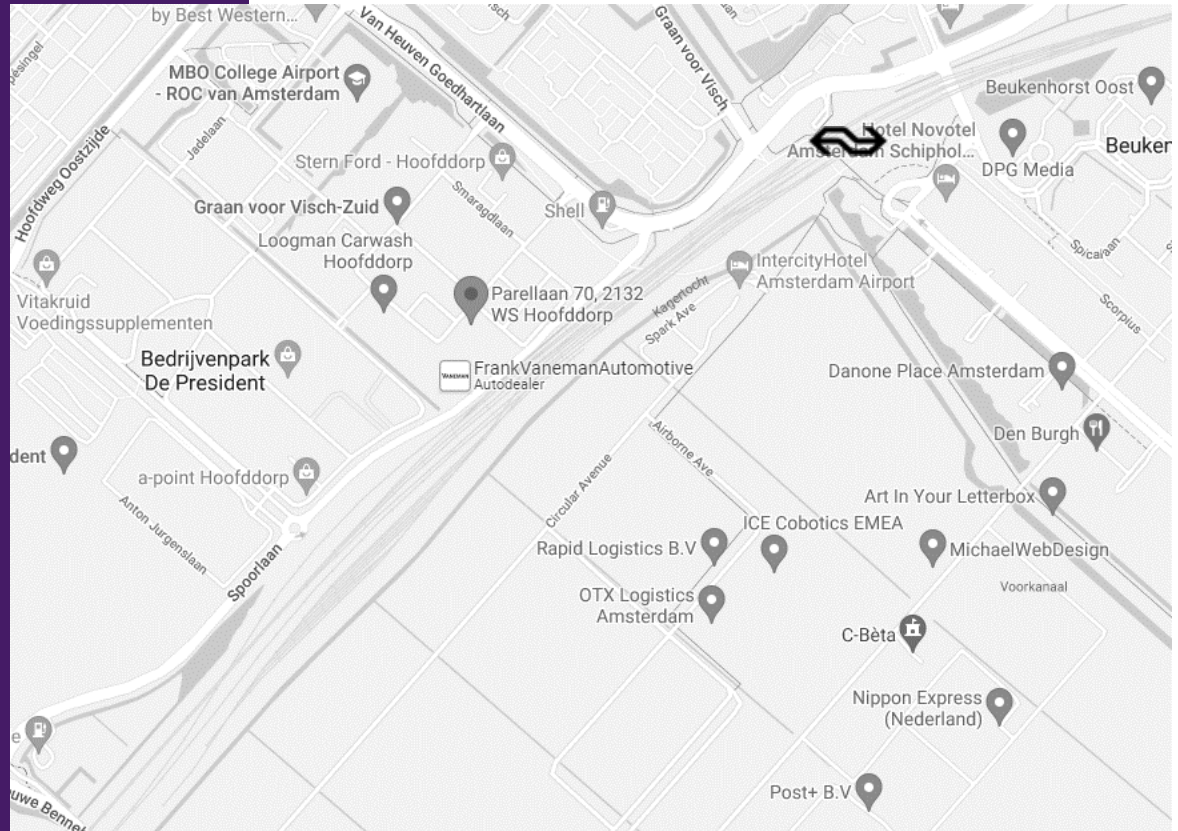 by Best Western...
Visch
Van Heuven Goedhartlaan
Graan voor Visch
MBO College Airport
- ROC van Amsterdam
Beukenhorst Oost
Hotel Novotel
Amsterdam Schiphol...
Beuken
DPG Media
Hoofdweg Oostzijde
Jadelaan
Stern Ford - Hoofddorp
Smaragdlaan
Graan voor Visch-Zuid
Shell
Loogman Carwash
Hoofddorp
Spicalaan
Vitakruid
Voedingssupplementen
Parellaan 70, 2132
WS Hoofddorp
Kagertocht
Spark Ave
IntercityHotel
Amsterdam Airport
Scorpius
Bedrijvenpark
De President
VANEMAN
FrankVanemanAutomotive
Autodealer
Danone Place Amsterdam
Den Burgh
dent
a-point Hoofddorp
Airborne Ave
Circular Avenue
Anton Jurgenslaan
Art In Your Letterbox
ICE Cobotics EMEA
Rapid Logistics B.V
MichaelWebDesign
Spoorlaan
OTX Logistics
Amsterdam
Voorkanaal
C-Bèta
Nippon Express
(Nederland)
e
Post+ B.V
euwe Benne